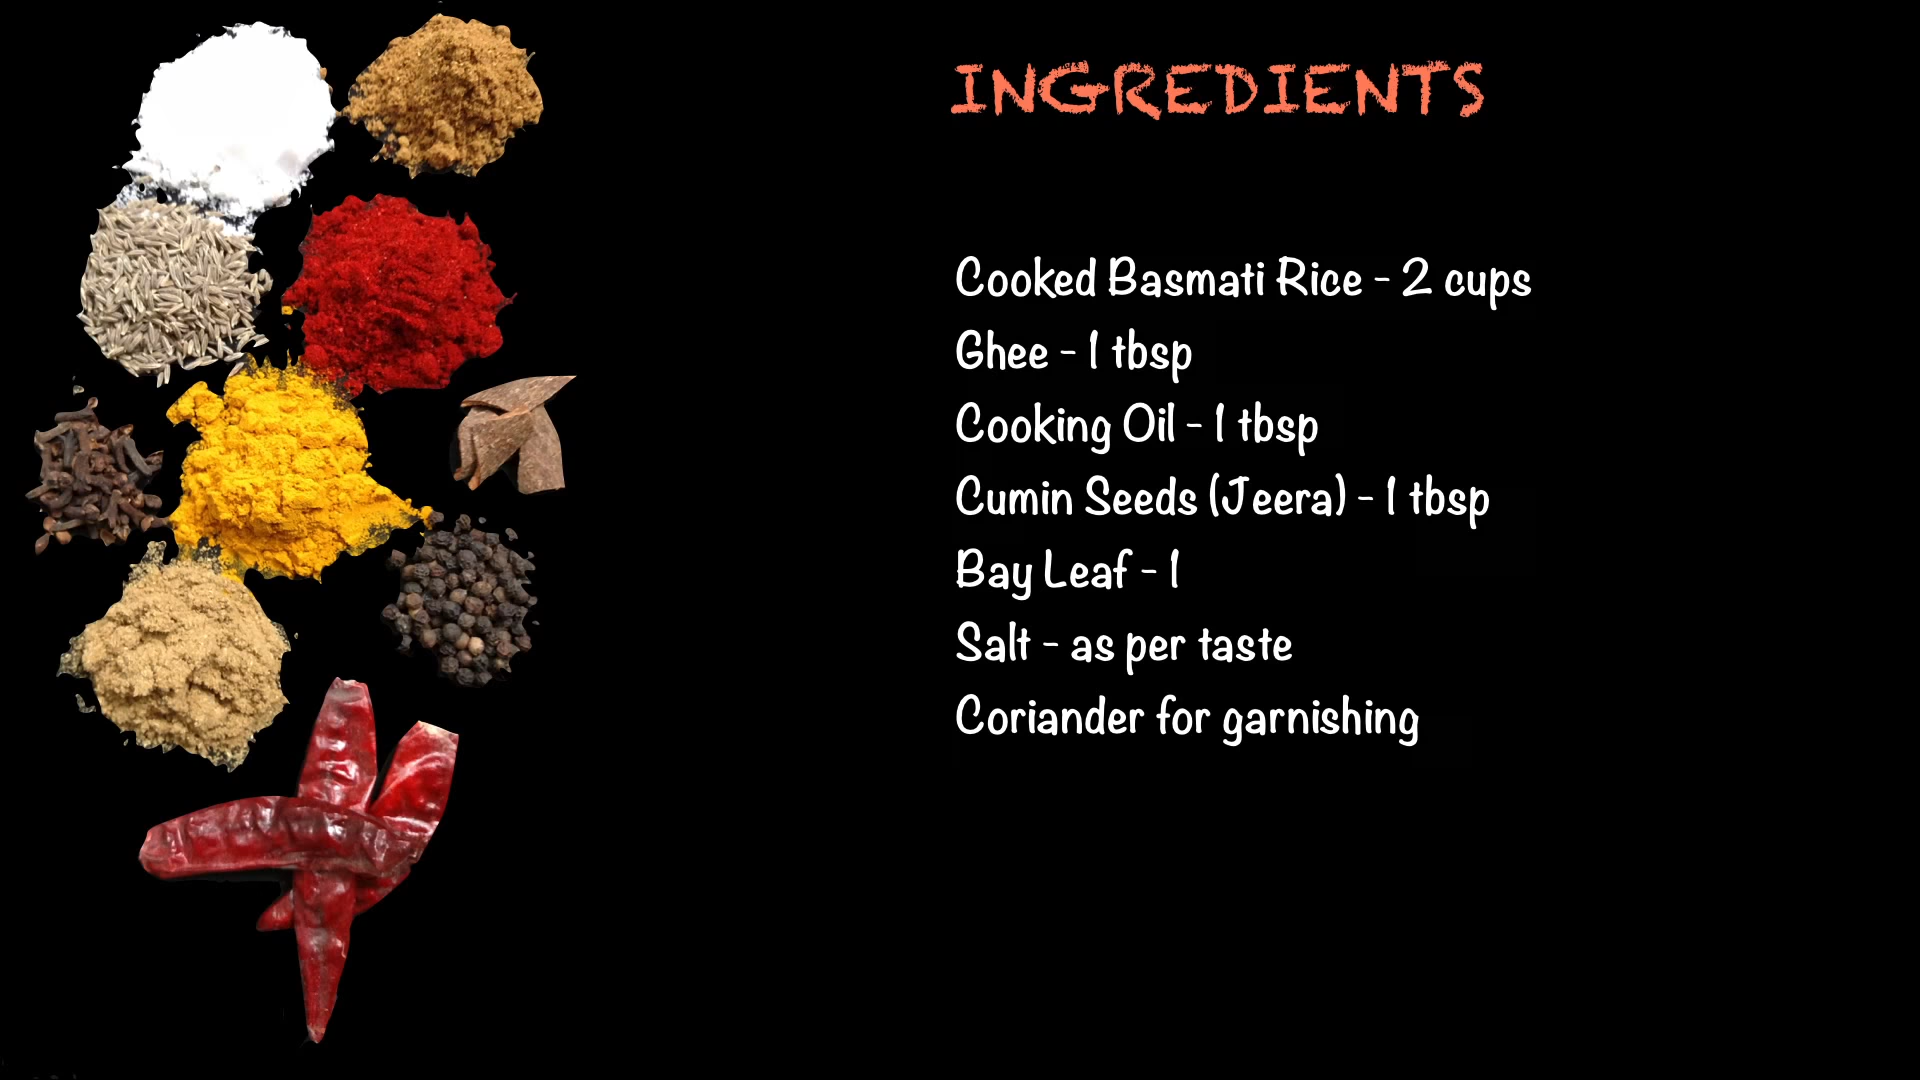 INGREDIENTS
Cooked Basmati Rice - 2 cups
Ghee - 1 tbsp
Cooking Oil - 1 tbsp
Cumin Seeds (Jeera) - 1 tbsp
Bay Leaf - 1
Salt - as per taste
Coriander for garnishing